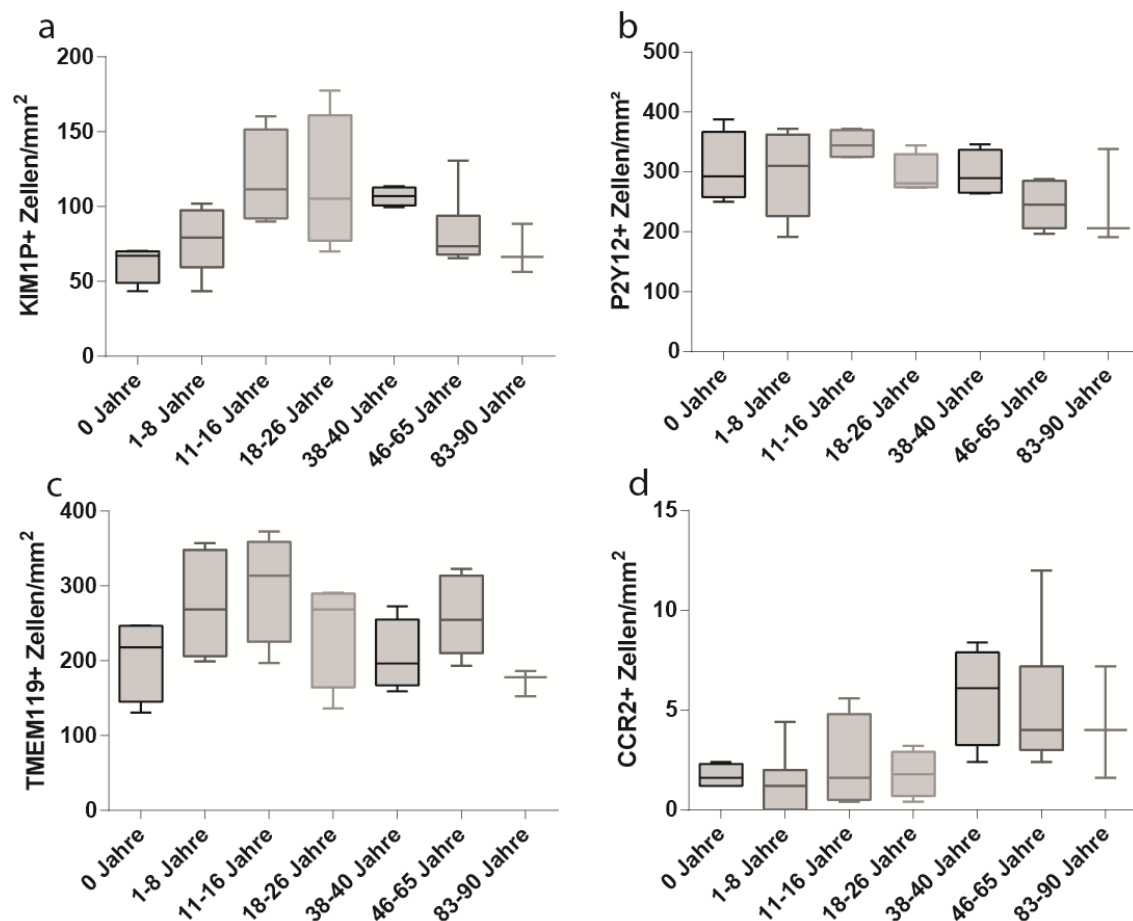 a
KIM1P+ Zellen/mm²
200
150
100
50
0
0 Jahre
1-8 Jahre
11-16 Jahre
18-26 Jahre
38-40 Jahre
46-65 Jahre
83-90 Jahre
b
P2Y12+ Zellen/mm²
500
400
300
200
100
0
0 Jahre
1-8 Jahre
11-16 Jahre
18-26 Jahre
38-40 Jahre
46-65 Jahre
83-90 Jahre
c
TMEM119+ Zellen/mm²
400
300
200
100
0
0 Jahre
1-8 Jahre
11-16 Jahre
18-26 Jahre
38-40 Jahre
46-65 Jahre
83-90 Jahre
d
CCR2+ Zellen/mm²
15
10
5
0
0 Jahre
1-8 Jahre
11-16 Jahre
18-26 Jahre
38-40 Jahre
46-65 Jahre
83-90 Jahre